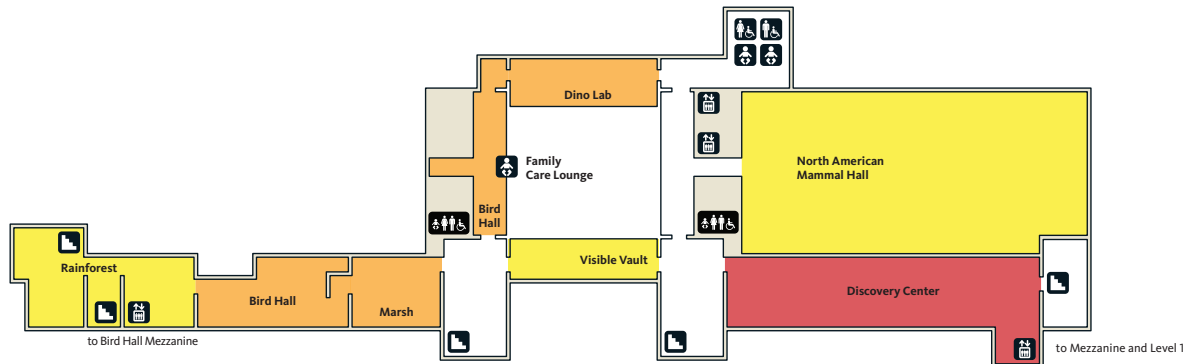 Dino Lab
Family
Care Lounge
North American
Mammal Hall
Bird
Hall
Rainforest
Visible Vault
Bird Hall
Marsh
Discovery Center
to Bird Hall Mezzanine
to Mezzanine and Level 1